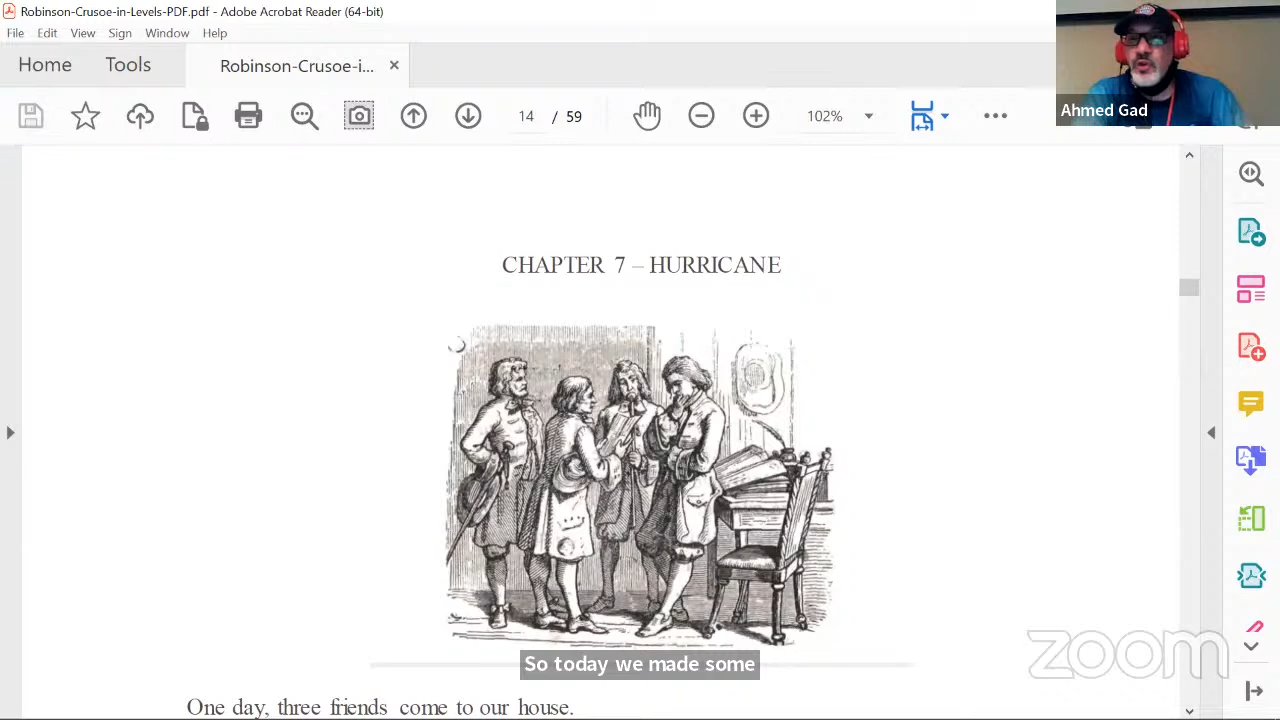 Robinson-Crusoe-in-Levels-PDF.pdf - Adobe Acrobat Reader (64-bit)
File Edit View Sign Window Help
Home Tools Robinson-Crusoe-i... ×
14 / 59 102%
Ahmed Gad
CHAPTER 7 – HURRICANE
So today we made some
zoom
One day, three friends come to our house.